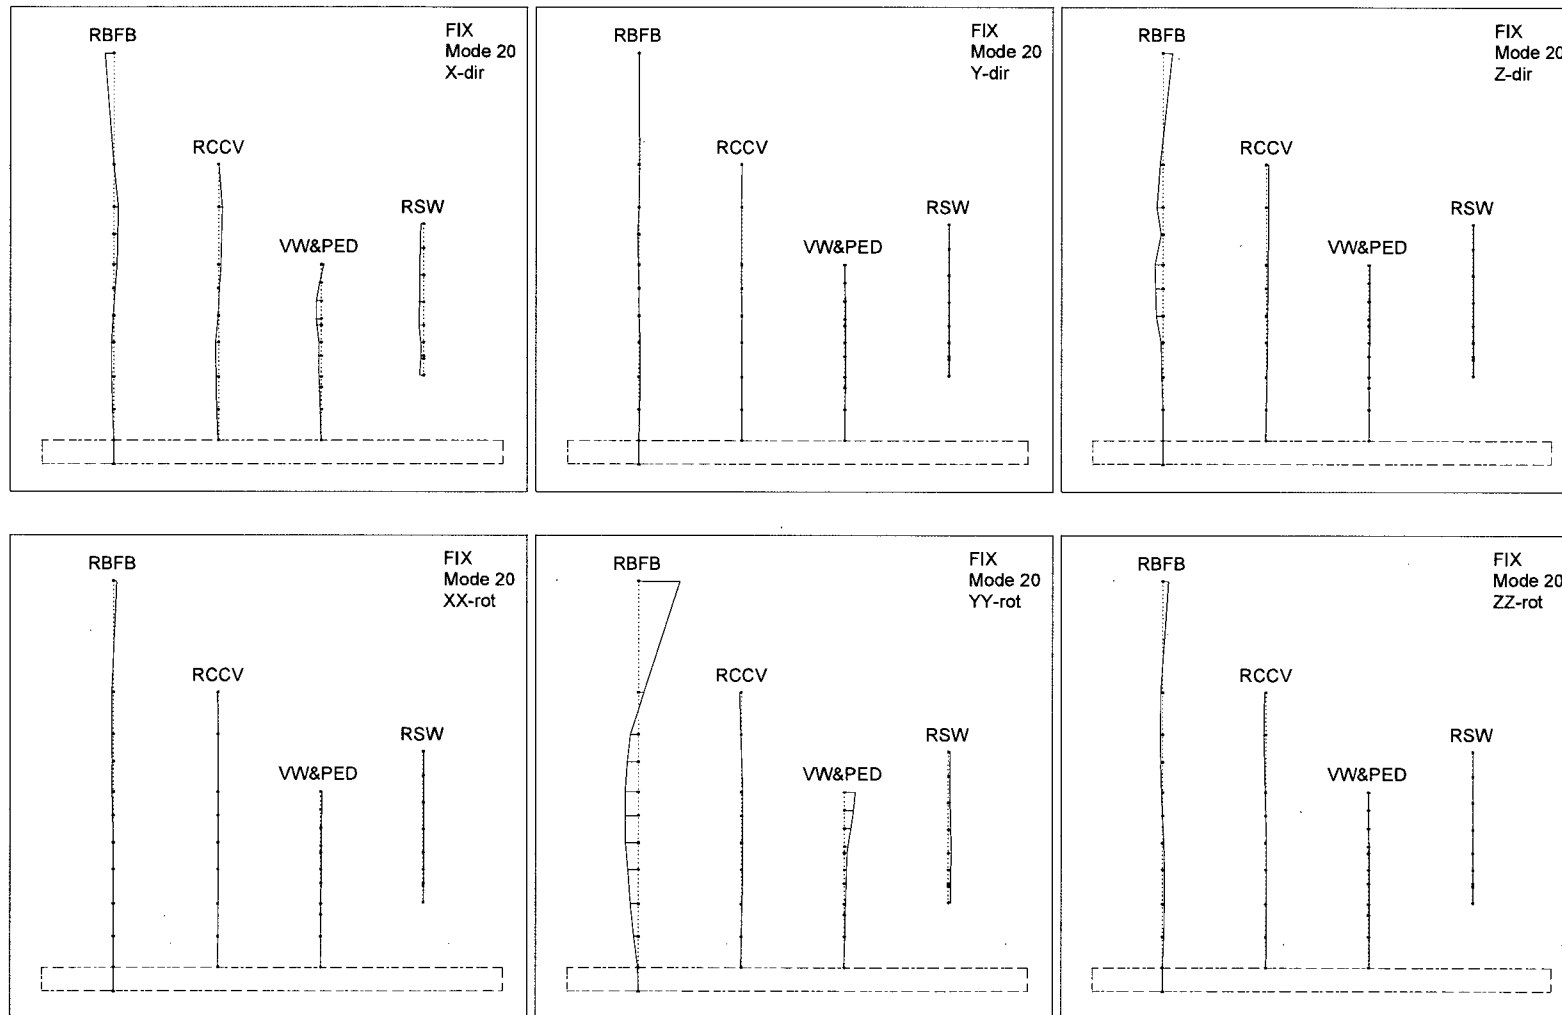 RBFB
FIX
Mode 20
X-dir
RCCV
RSW
VW&PED
RBFB
FIX
Mode 20
Y-dir
RCCV
RSW
VW&PED
RBFB
FIX
Mode 20
Z-dir
RCCV
RSW
VW&PED
RBFB
FIX
Mode 20
XX-rot
RCCV
RSW
VW&PED
RBFB
FIX
Mode 20
YY-rot
RCCV
RSW
VW&PED
RBFB
FIX
Mode 20
ZZ-rot
RCCV
RSW
VW&PED